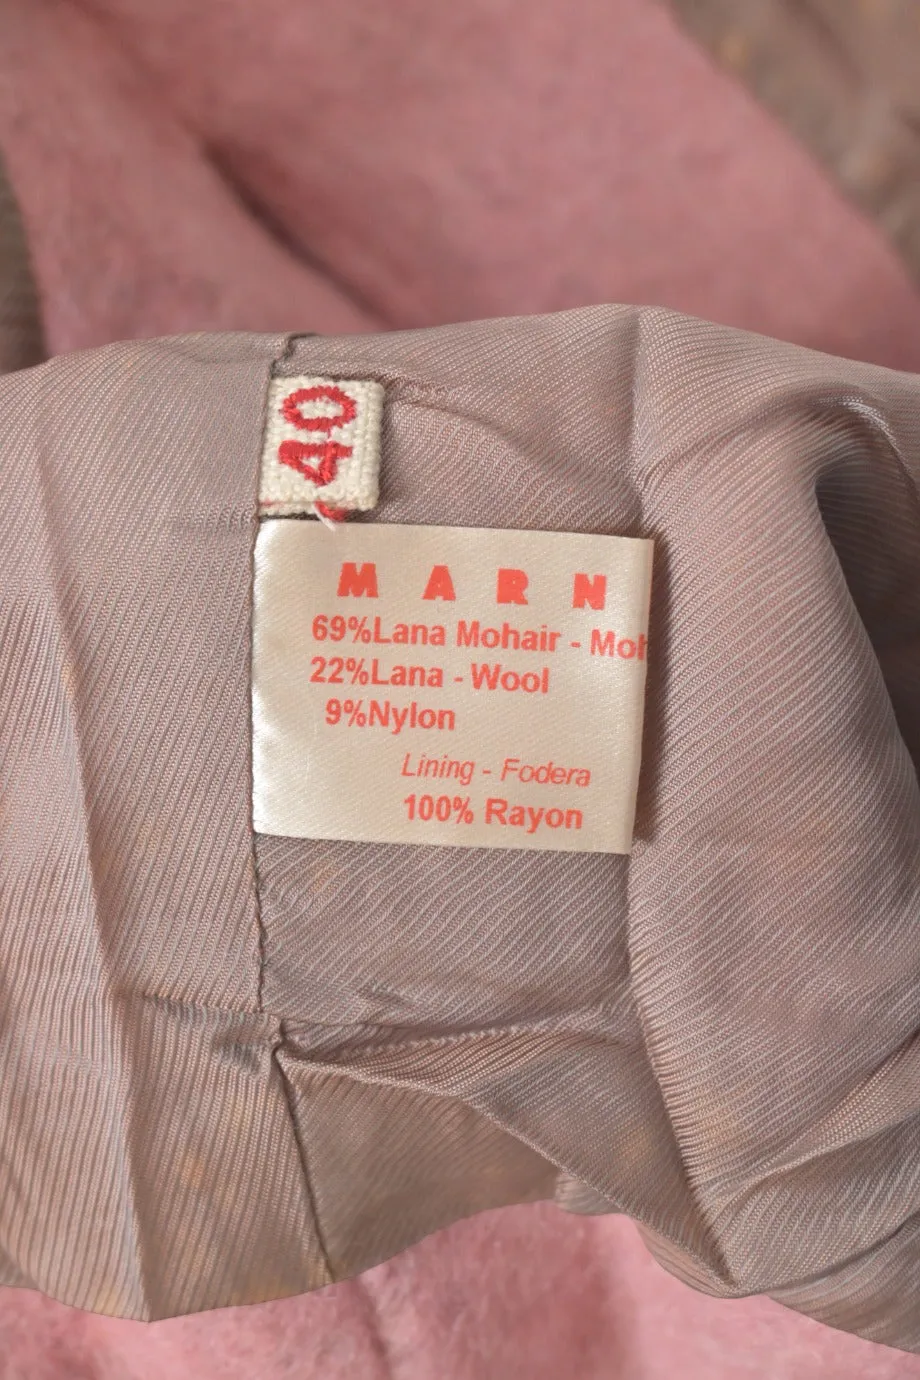 40
M A R N
69%Lana Mohair - Moh
22%Lana - Wool
9%Nylon
Lining - Fodera
100% Rayon